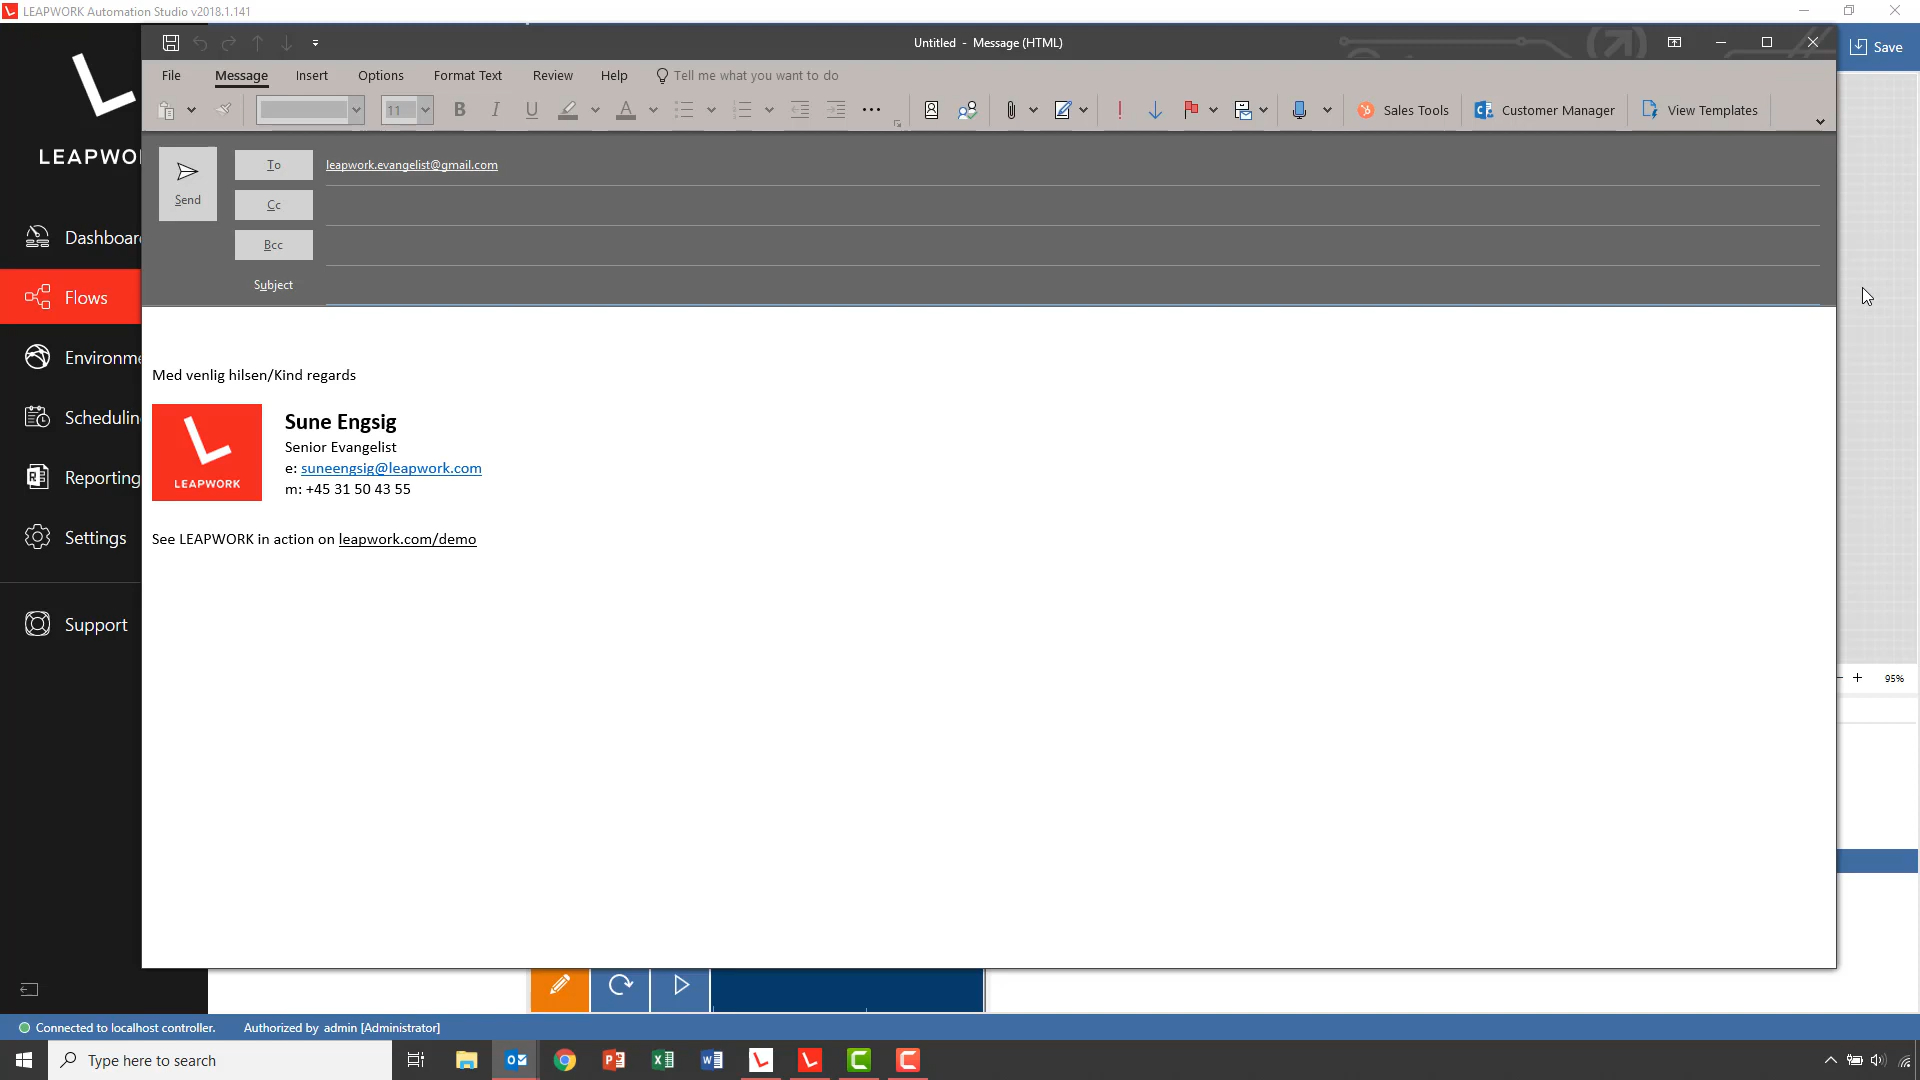 LEAPWORK Automation Studio v2018.1.141
Untitled - Message (HTML)
Save
File
Message
Insert
Options
Format Text
Review
Help
Tell me what you want to do
11
B
I
U
A
Sales Tools
Customer Manager
View Templates
LEAPWO
Send
To
leapwork.evangelist@gmail.com
Cc
Bcc
Subject
Dashboar
Flows
Environme
Schedulin
Reporting
Settings
Support
Med venlig hilsen/Kind regards
LEAPWORK
Sune Engsig
Senior Evangelist
e: suneengsig@leapwork.com
m: +45 31 50 43 55
See LEAPWORK in action on leapwork.com/demo
95%
Connected to localhost controller.
Authorized by admin [Administrator]
Type here to search